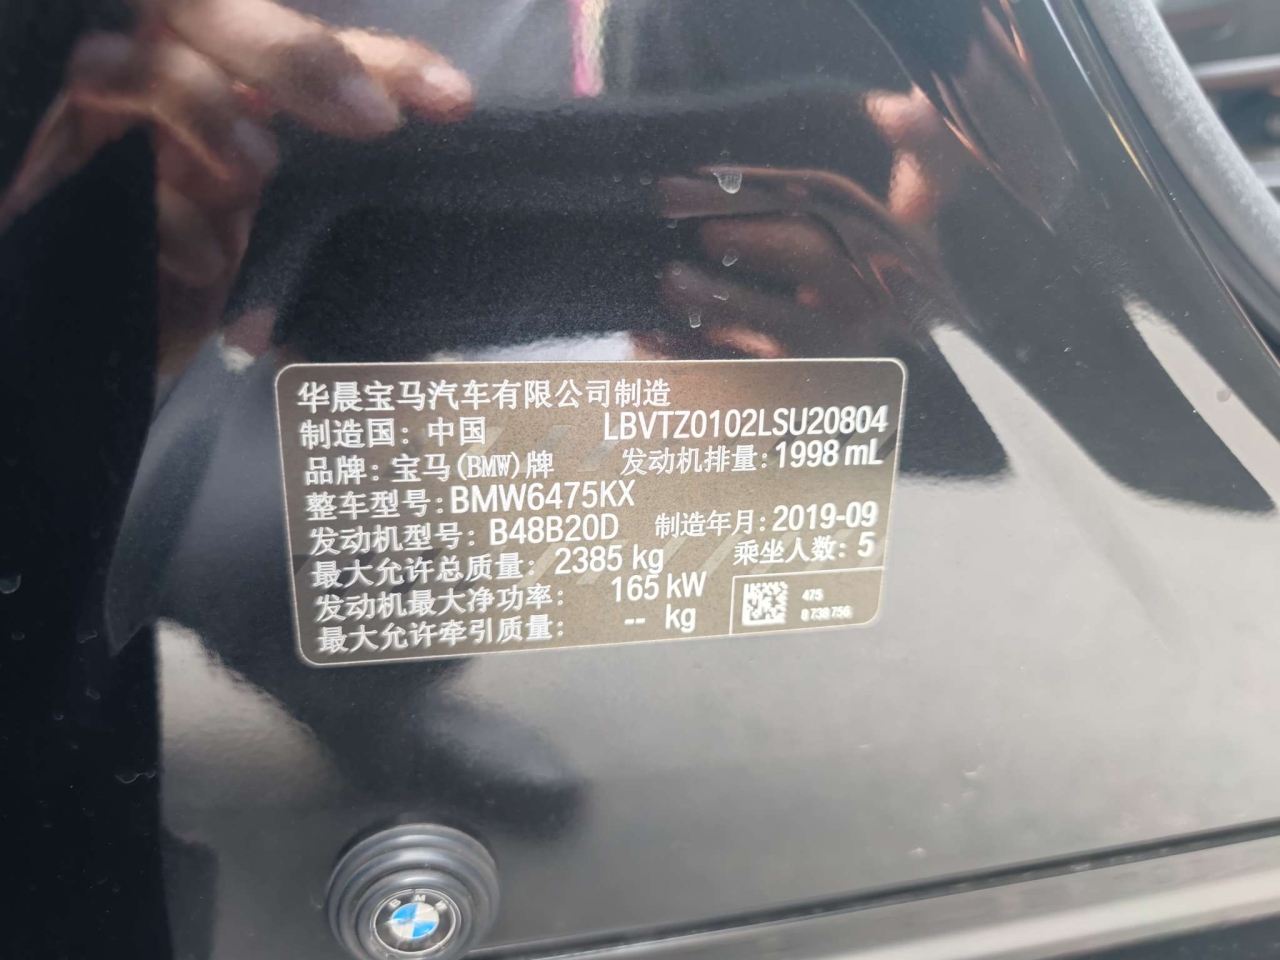 华晨宝马汽车有限公司制造
制造国：中国 LBVTZ0102LSU20804
品牌：宝马(BMW)牌 发动机排量：1998 mL
整车型号：BMW6475KX
发动机型号：B48B20D 制造年月：2019-09
最大允许总质量：2385 kg 乘坐人数：5
发动机最大净功率：165 kW
最大允许牵引质量：-- kg
475
8 738 756
BMW